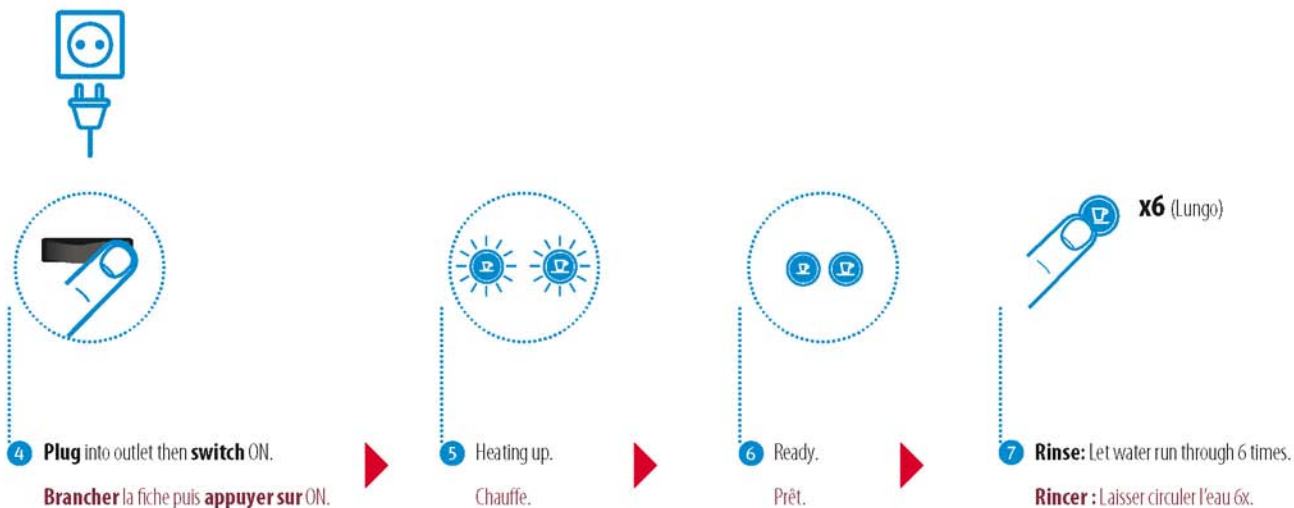 x6 (Lungo)
4 Plug into outlet then switch ON.
Brancher la fiche puis appuyer sur ON.
5 Heating up.
Chauffe.
6 Ready.
Prêt.
7 Rinse: Let water run through 6 times.
Rincer : Laisser circuler l'eau 6x.